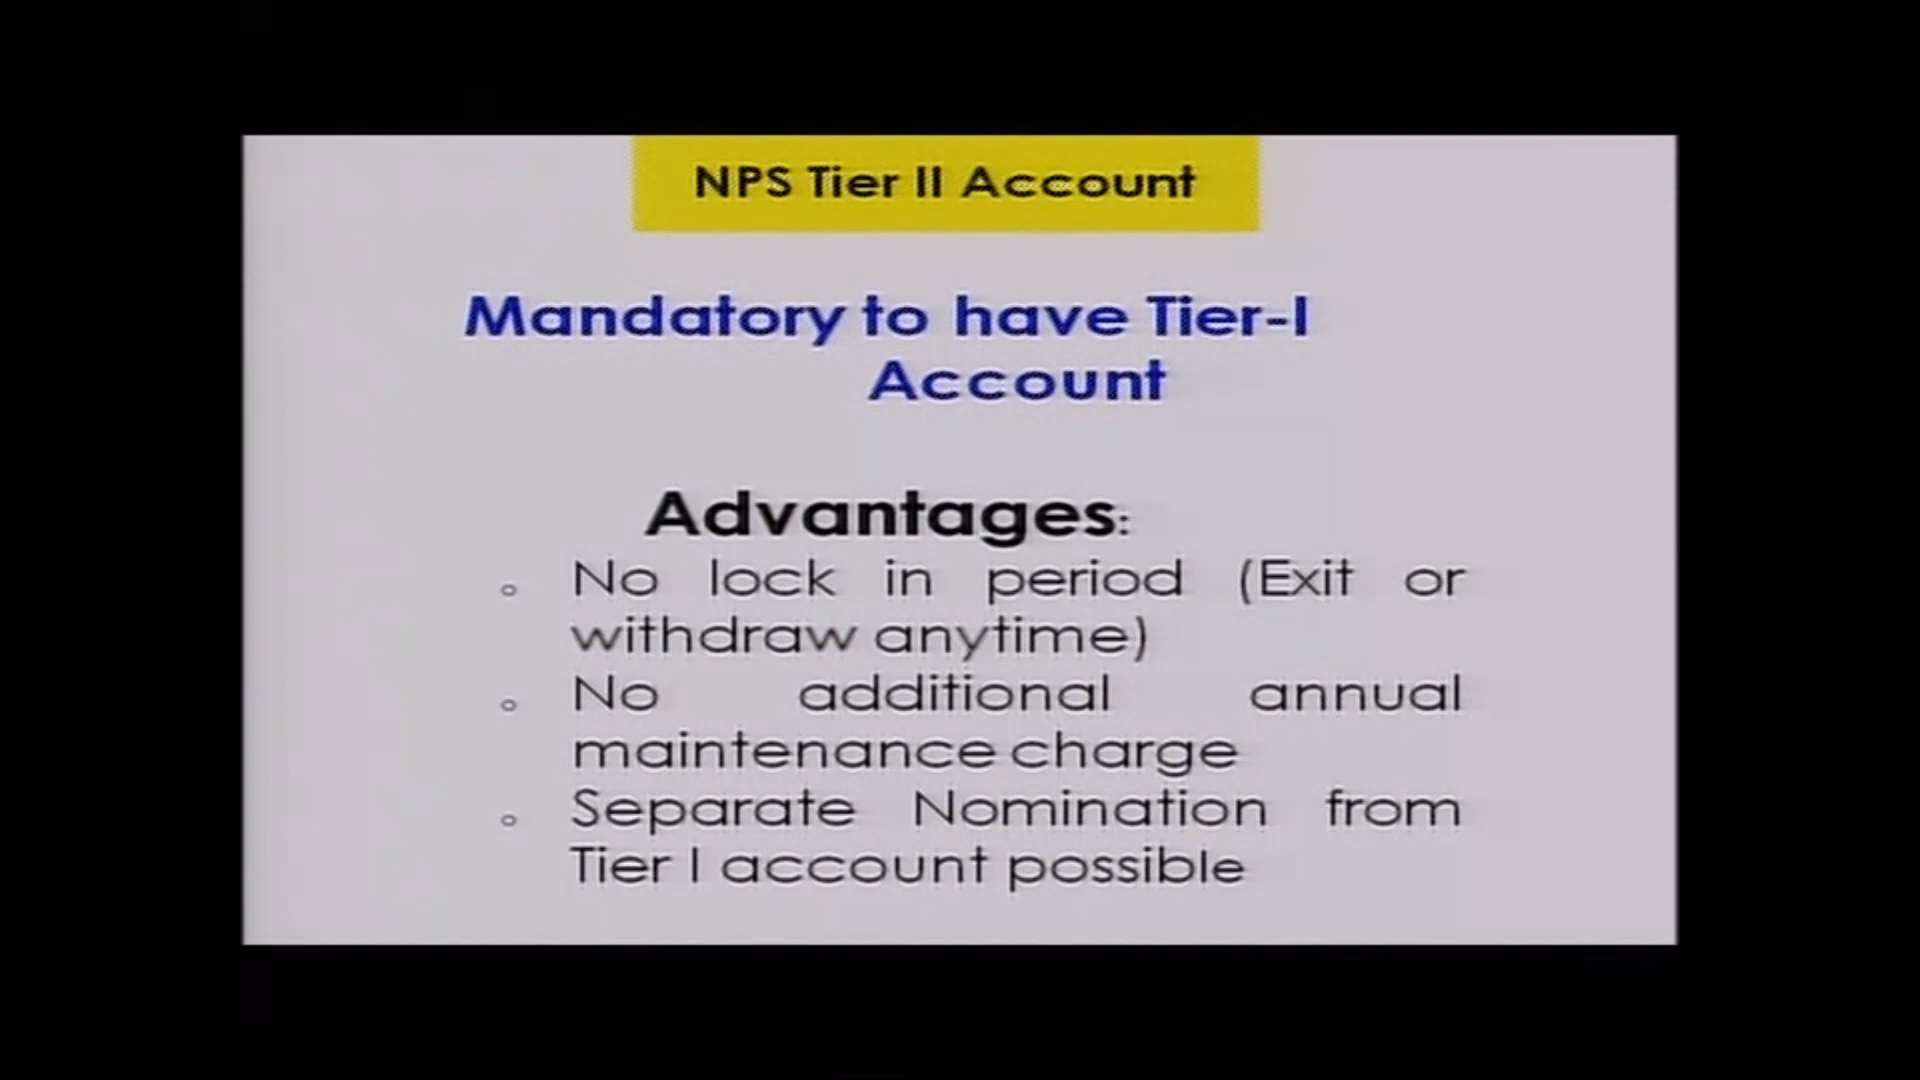 NPS Tier II Account
Mandatory to have Tier-I
Account
Advantages:
◦ No lock in period (Exit or
withdraw anytime)
◦ No additional annual
maintenance charge
◦ Separate Nomination from
Tier I account possible